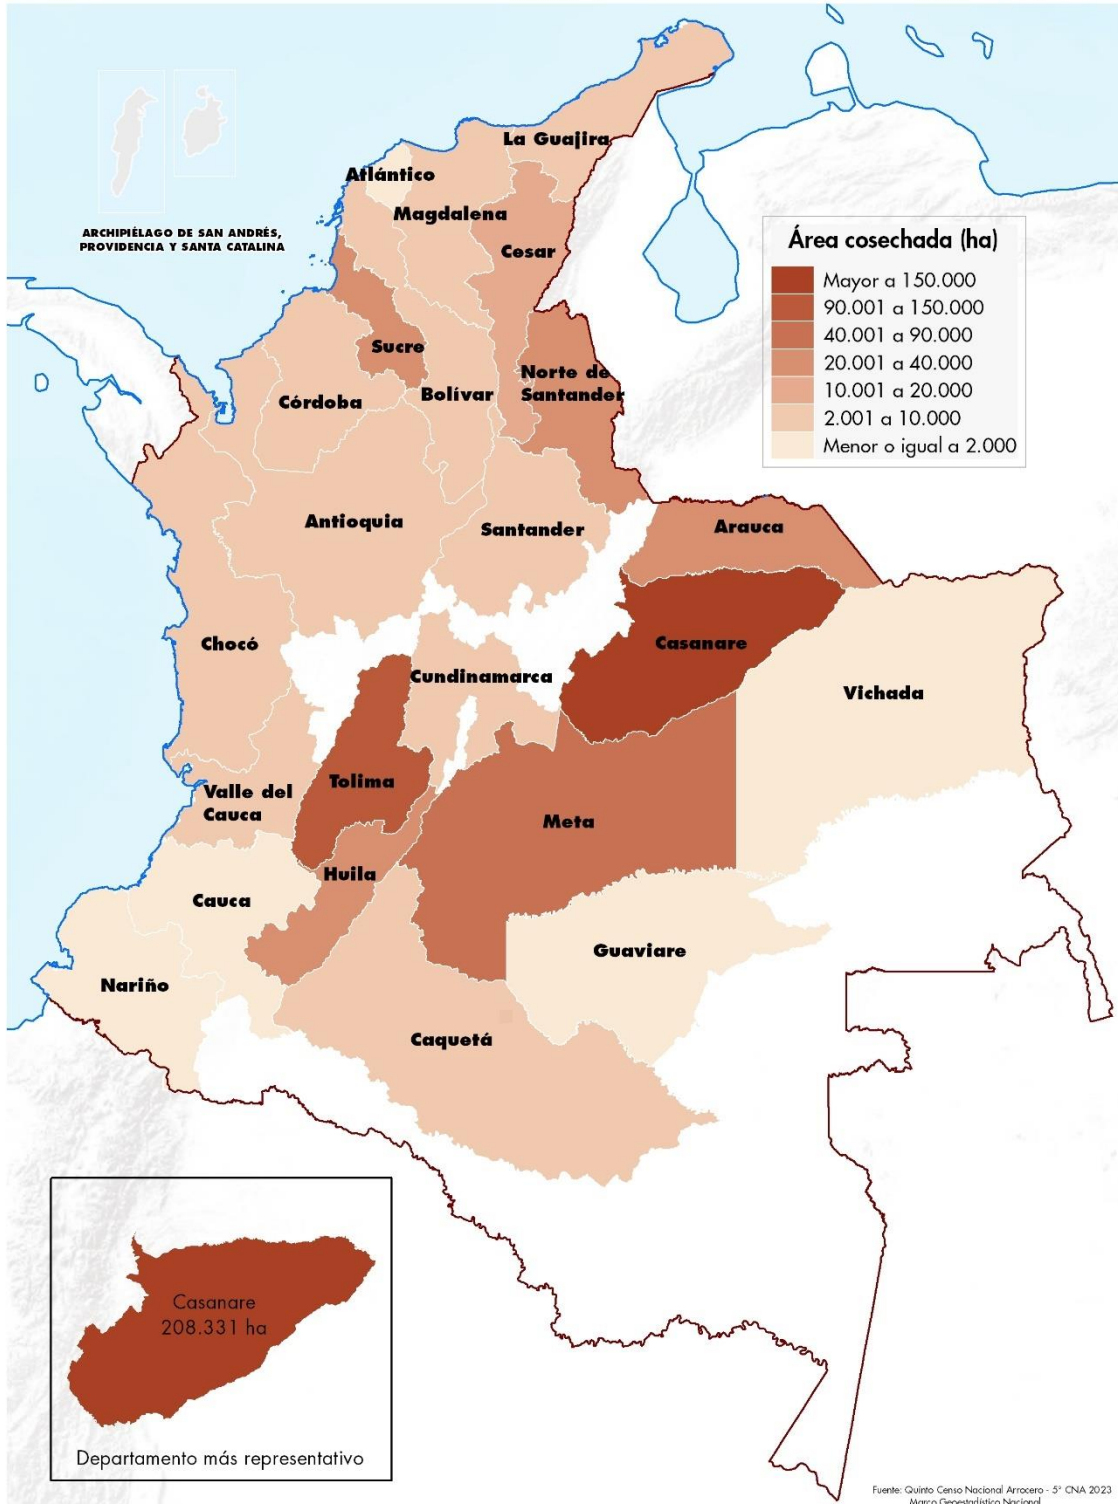 La Guajira
Atlántico
Magdalena
ARCHIPIÉLAGO DE SAN ANDRÉS,
PROVIDENCIA Y SANTA CATALINA
Cesar
Área cosechada (ha)
Mayor a 150.000
90.001 a 150.000
40.001 a 90.000
20.001 a 40.000
10.001 a 20.000
2.001 a 10.000
Menor o igual a 2.000
Sucre
Norte de
Santander
Bolívar
Córdoba
Antioquia
Santander
Arauca
Chocó
Casanare
Cundinamarca
Vichada
Tolima
Valle del
Cauca
Meta
Huila
Cauca
Guaviare
Nariño
Caquetá
Casanare
208.331 ha
Departamento más representativo
Fuente: Quinto Censo Nacional Arrocero - 5° CNA 2023
Marco Geoestadístico Nacional